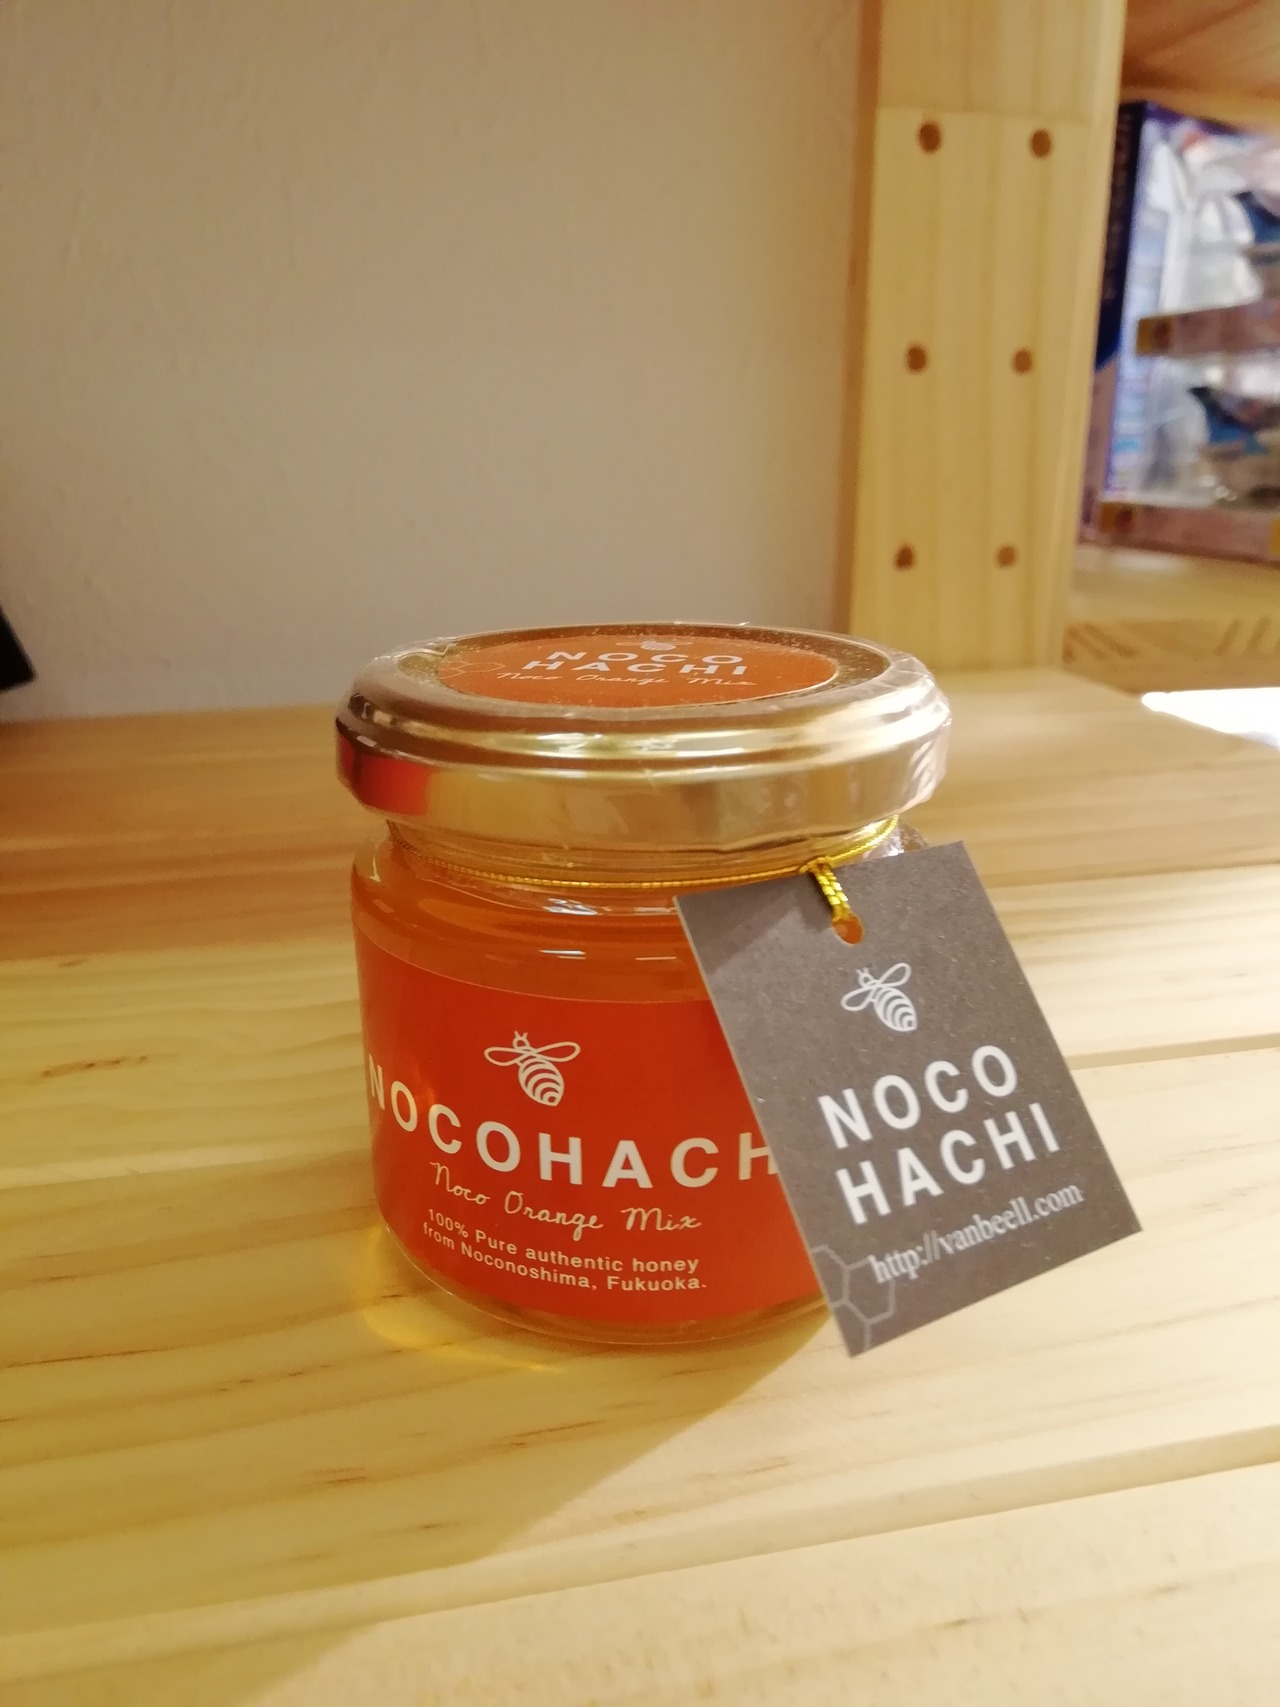 NOCO
HACHI
Noco Orange Mix
NOCOHACH
Noco Orange Mix
100% Pure authentic honey
from Noconoshima, Fukuoka.
NOCO
HACHI
http://vanbeell.com